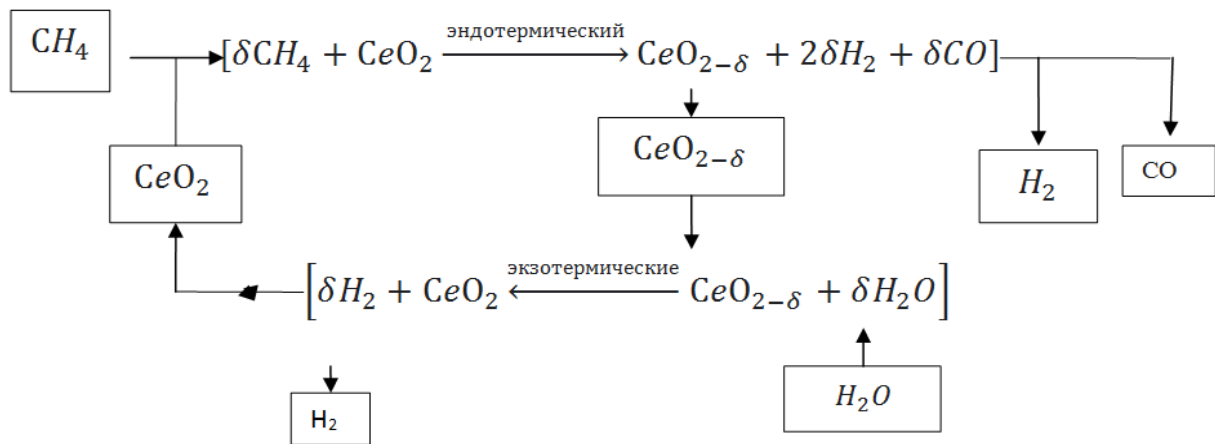 CH₄
эндотермический
[δCH₄ + CeO₂ ⟶ CeO₂₋δ + 2δH₂ + δCO]
CeO₂
CeO₂₋δ
H₂
CO
экзотермические
[δH₂ + CeO₂ ⟵ CeO₂₋δ + δH₂O]
H₂
H₂O